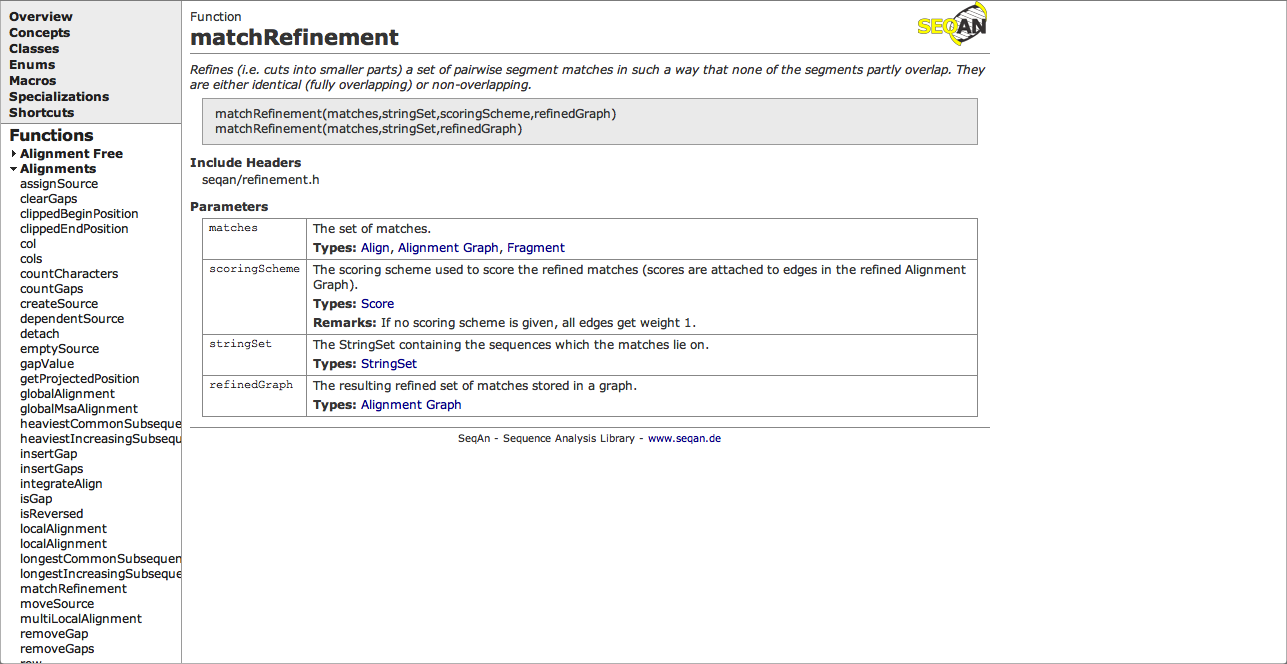 Overview
Concepts
Classes
Enums
Macros
Specializations
Shortcuts
Functions
Alignment Free
Alignments
assignSource
clearGaps
clippedBeginPosition
clippedEndPosition
col
cols
countCharacters
countGaps
createSource
dependentSource
detach
emptySource
gapValue
getProjectedPosition
globalAlignment
globalMsaAlignment
heaviestCommonSubseque
heaviestIncreasingSubsequ
insertGap
insertGaps
integrateAlign
isGap
isReversed
localAlignment
localAlignment
longestCommonSubsequen
longestIncreasingSubseque
matchRefinement
moveSource
multiLocalAlignment
removeGap
removeGaps
Function
SEQAN
matchRefinement
Refines (i.e. cuts into smaller parts) a set of pairwise segment matches in such a way that none of the segments partly overlap. They
are either identical (fully overlapping) or non-overlapping.
matchRefinement(matches,stringSet,scoringScheme,refinedGraph)
matchRefinement(matches,stringSet,refinedGraph)
Include Headers
seqan/refinement.h
Parameters
matches
The set of matches.
Types: Align, Alignment Graph, Fragment
scoringScheme
The scoring scheme used to score the refined matches (scores are attached to edges in the refined Alignment
Graph).
Types: Score
Remarks: If no scoring scheme is given, all edges get weight 1.
stringSet
The StringSet containing the sequences which the matches lie on.
Types: StringSet
refinedGraph
The resulting refined set of matches stored in a graph.
Types: Alignment Graph
SeqAn - Sequence Analysis Library - www.seqan.de